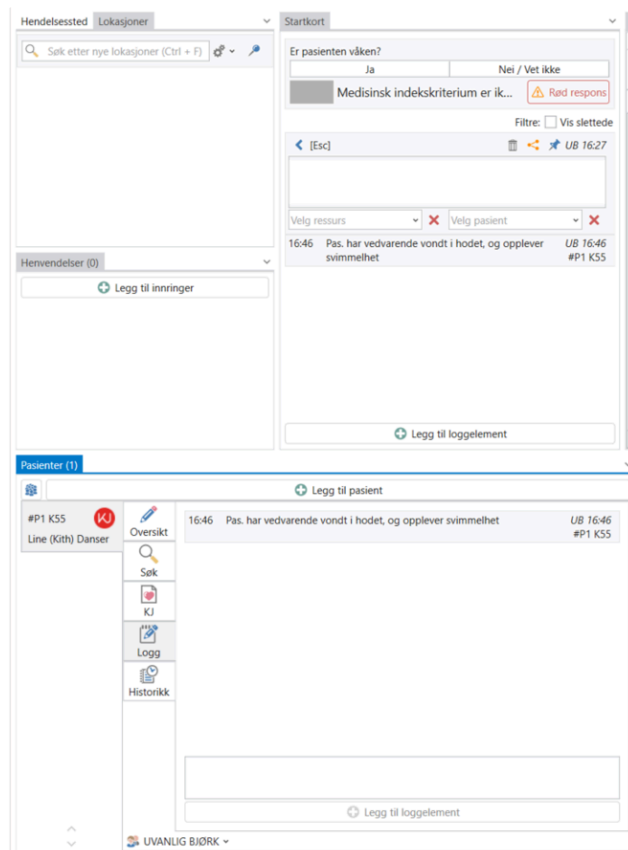 Hendelsessted Lokasjoner
Søk etter nye lokasjoner (Ctrl + F)
Henvendelser (0)
Legg til innringer
Startkort
Er pasienten våken?
Ja Nei / Vet ikke
Medisinsk indekskriterium er ik... Rød respons
Filtre: Vis slettede
[Esc] UB 16:27
Velg ressurs Velg pasient
16:46 Pas. har vedvarende vondt i hodet, og opplever UB 16:46
svimmelhet #P1 K55
Legg til loggelement
Pasienter (1)
Legg til pasient
#P1 K55 KJ
Line (Kith) Danser
Oversikt
Søk
KJ
Logg
Historikk
16:46 Pas. har vedvarende vondt i hodet, og opplever svimmelhet UB 16:46
#P1 K55
Legg til loggelement
UVANLIG BJØRK